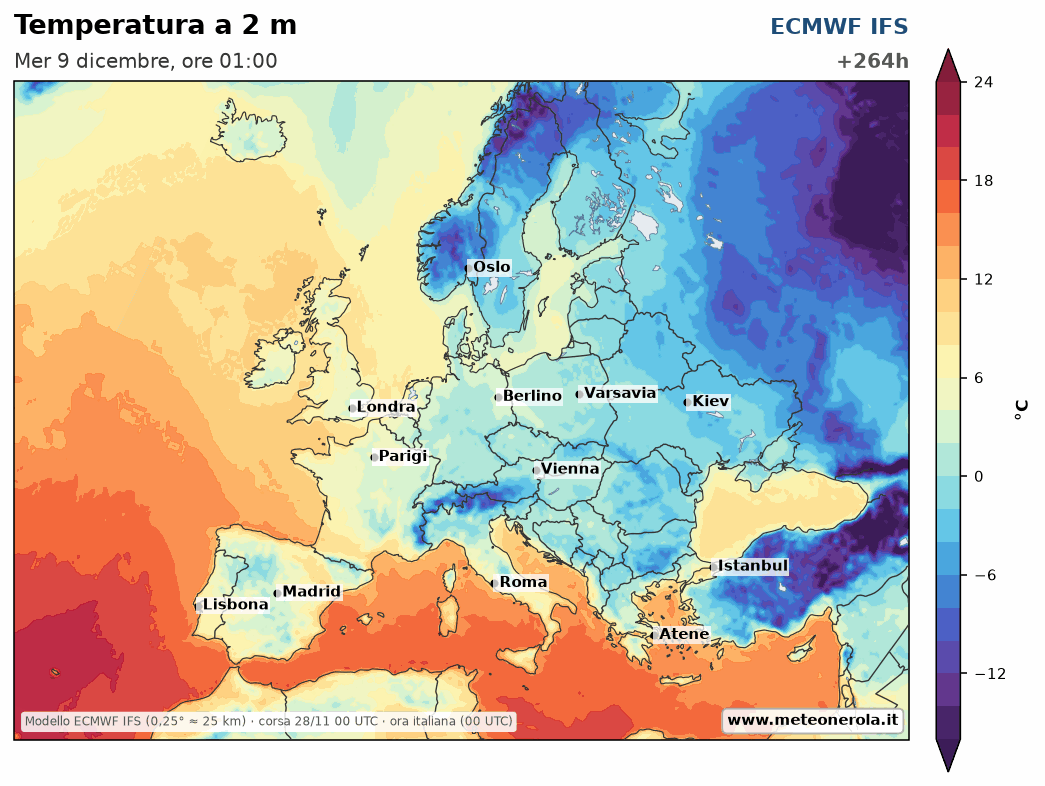 Temperatura a 2 m
ECMWF IFS
Mer 9 dicembre, ore 01:00
+264h
24
18
12
6
0
−6
−12
°C
Oslo
Londra
Berlino
Varsavia
Kiev
Parigi
Vienna
Istanbul
Roma
Madrid
Lisbona
Atene
Modello ECMWF IFS (0,25° ≈ 25 km) · corsa 28/11 00 UTC · ora italiana (00 UTC)
www.meteonerola.it